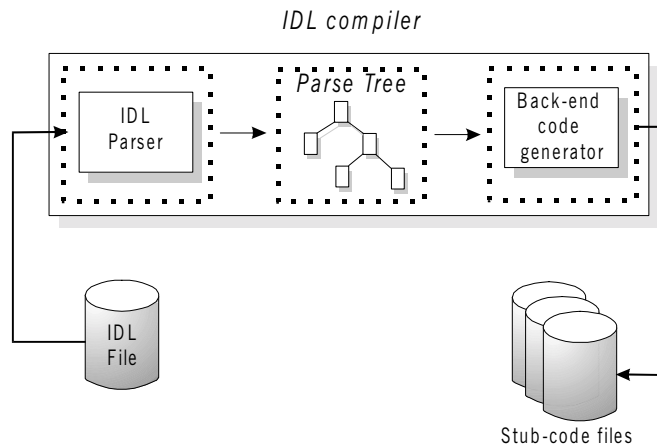 IDL compiler
IDL
Parser
Parse Tree
Back-end
code
generator
IDL
File
Stub-code files